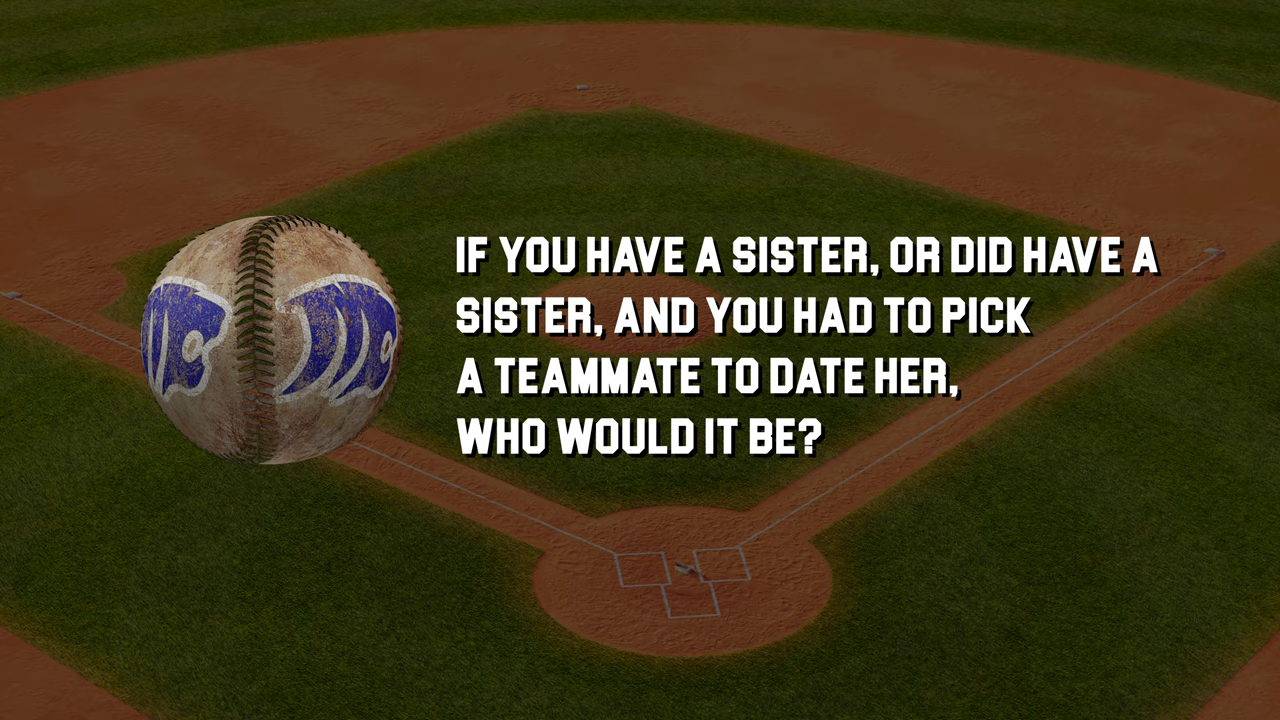 IF YOU HAVE A SISTER, OR DID HAVE A
SISTER, AND YOU HAD TO PICK
A TEAMMATE TO DATE HER,
WHO WOULD IT BE?